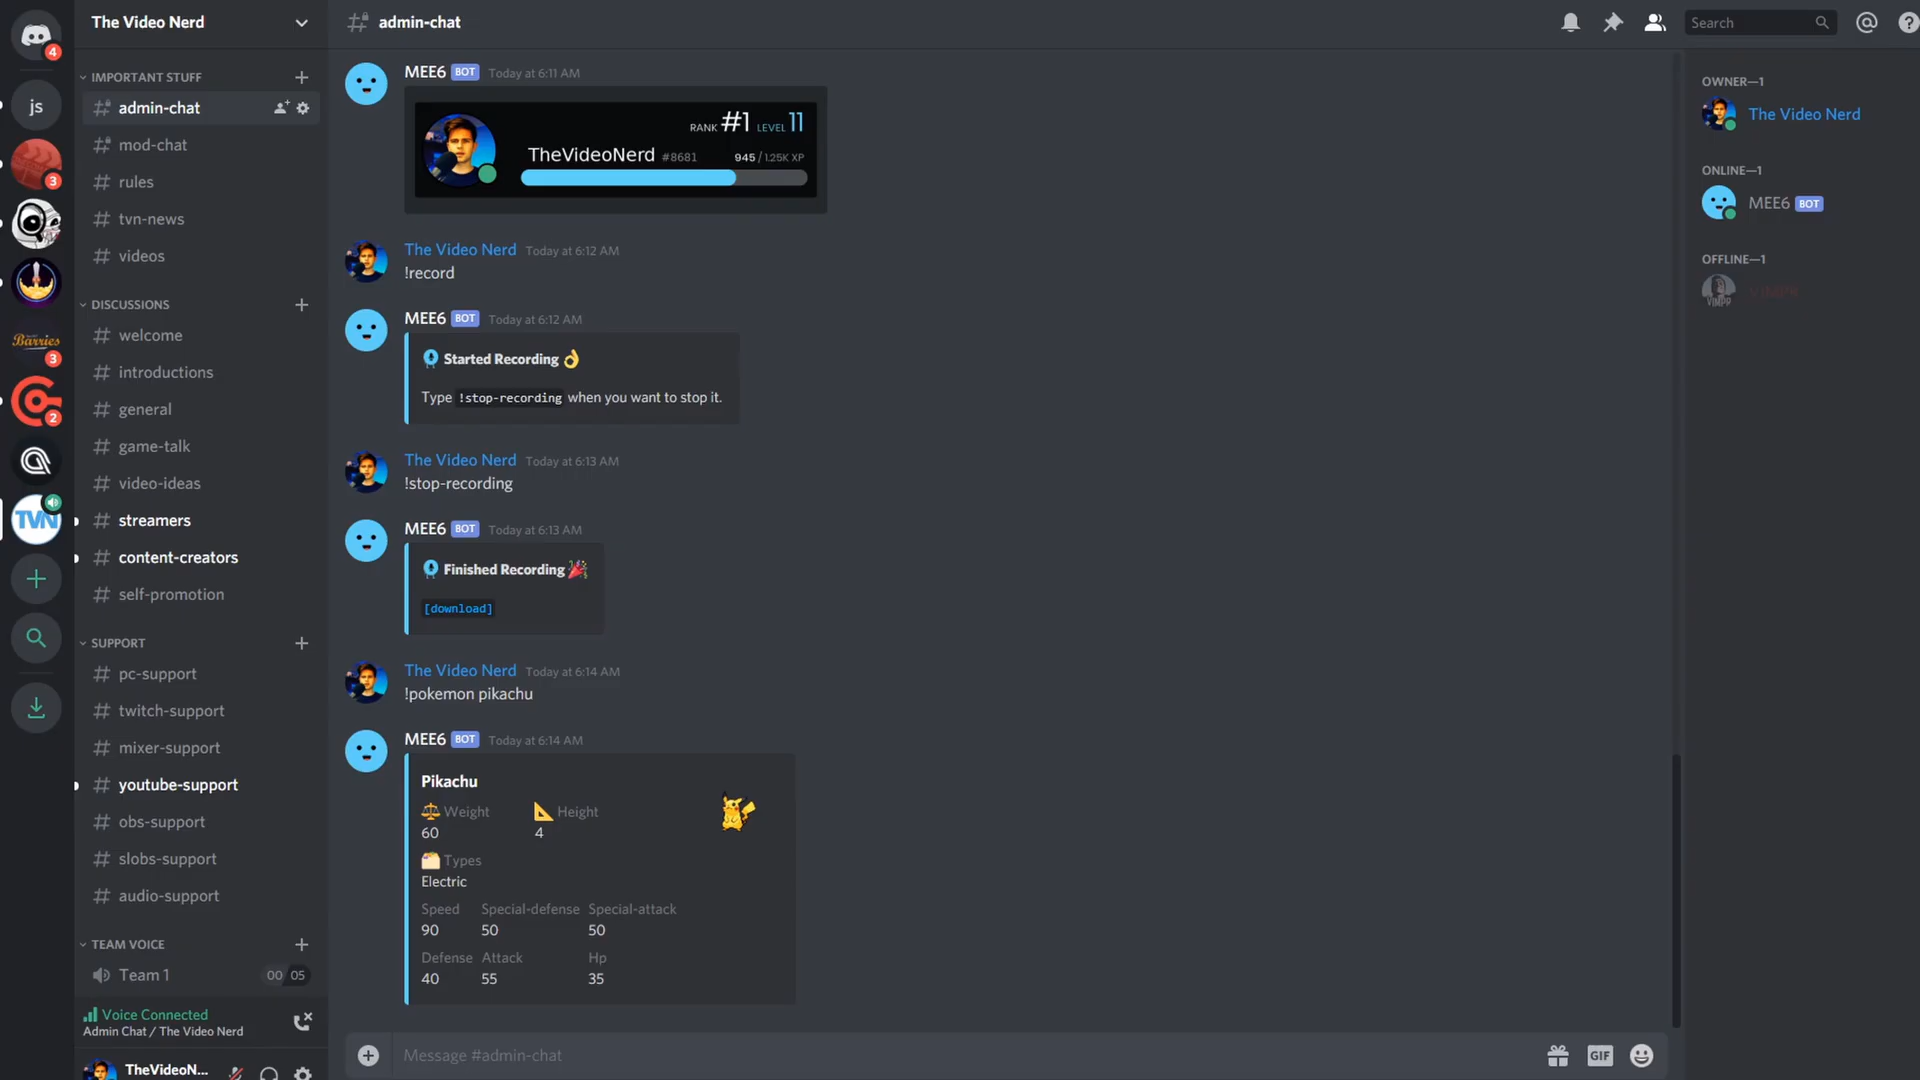 4
js
3
Barries
3
2
TVN
The Video Nerd
IMPORTANT STUFF
admin-chat
mod-chat
rules
tvn-news
videos
DISCUSSIONS
welcome
introductions
general
game-talk
video-ideas
streamers
content-creators
self-promotion
SUPPORT
pc-support
twitch-support
mixer-support
youtube-support
obs-support
slobs-support
audio-support
TEAM VOICE
Team 1 00 05
Voice Connected
Admin Chat / The Video Nerd
TheVideoN...
admin-chat
Search
MEE6 BOT Today at 6:11 AM
RANK #1 LEVEL 11
TheVideoNerd #8681 945 / 1.25K XP
The Video Nerd Today at 6:12 AM
!record
MEE6 BOT Today at 6:12 AM
Started Recording 👌
Type !stop-recording when you want to stop it.
The Video Nerd Today at 6:13 AM
!stop-recording
MEE6 BOT Today at 6:13 AM
Finished Recording 🎉
[download]
The Video Nerd Today at 6:14 AM
!pokemon pikachu
MEE6 BOT Today at 6:14 AM
Pikachu
Weight Height
60 4
Types
Electric
Speed Special-defense Special-attack
90 50 50
Defense Attack Hp
40 55 35
Message #admin-chat
GIF
OWNER—1
The Video Nerd
ONLINE—1
MEE6 BOT
OFFLINE—1
VIMPP